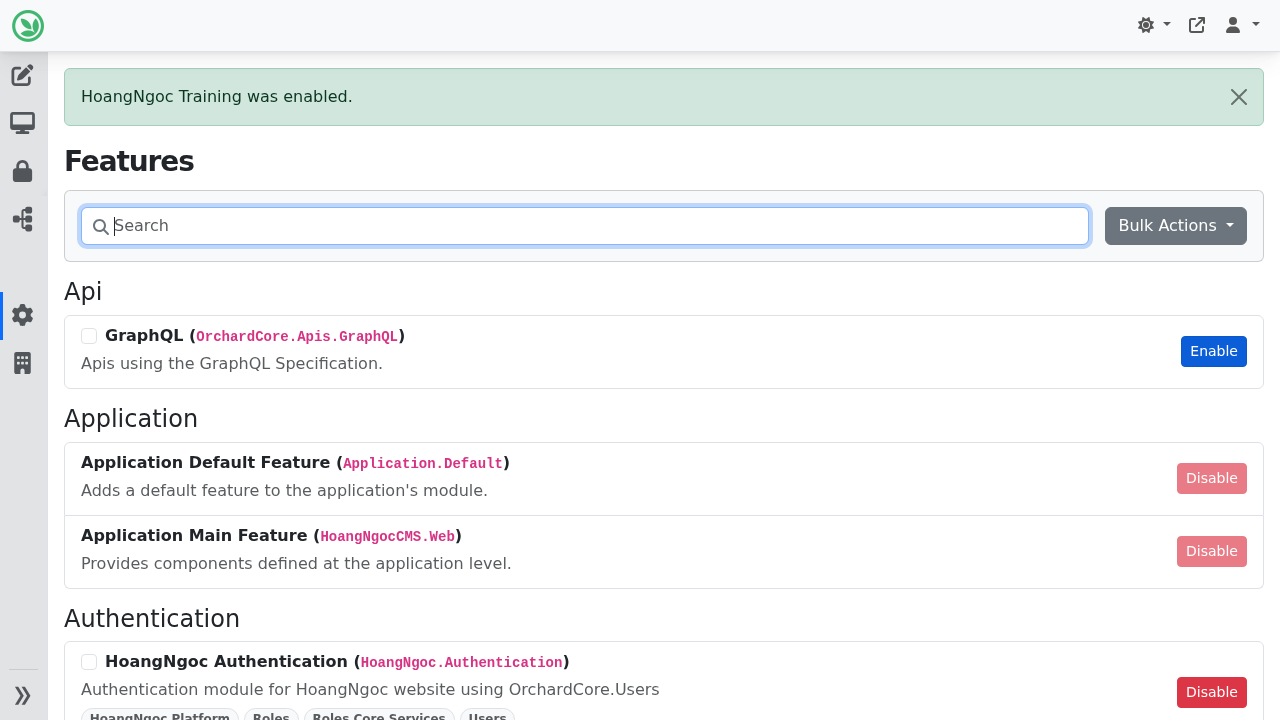 HoangNgoc Training was enabled.
Features
Search
Bulk Actions
Api
GraphQL (OrchardCore.Apis.GraphQL)
Apis using the GraphQL Specification.
Enable
Application
Application Default Feature (Application.Default)
Adds a default feature to the application's module.
Disable
Application Main Feature (HoangNgocCMS.Web)
Provides components defined at the application level.
Disable
Authentication
HoangNgoc Authentication (HoangNgoc.Authentication)
Authentication module for HoangNgoc website using OrchardCore.Users
Disable
HoangNgoc Platform Roles Roles Core Services Users